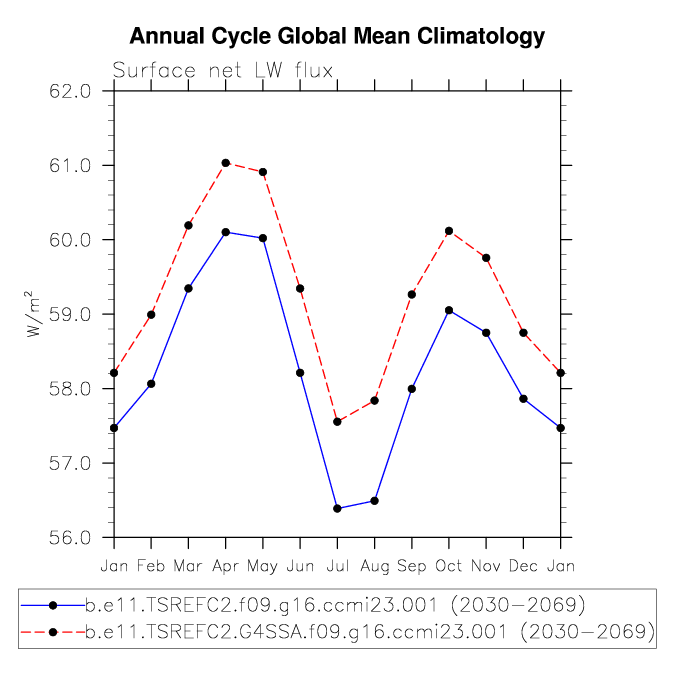 Annual Cycle Global Mean Climatology
Surface net LW flux
62.0
61.0
60.0
59.0
58.0
57.0
56.0
W/m²
Jan Feb Mar Apr May Jun Jul Aug Sep Oct Nov Dec Jan
b.e11.TSREFC2.f09.g16.ccmi23.001 (2030-2069)
b.e11.TSREFC2.G4SSA.f09.g16.ccmi23.001 (2030-2069)